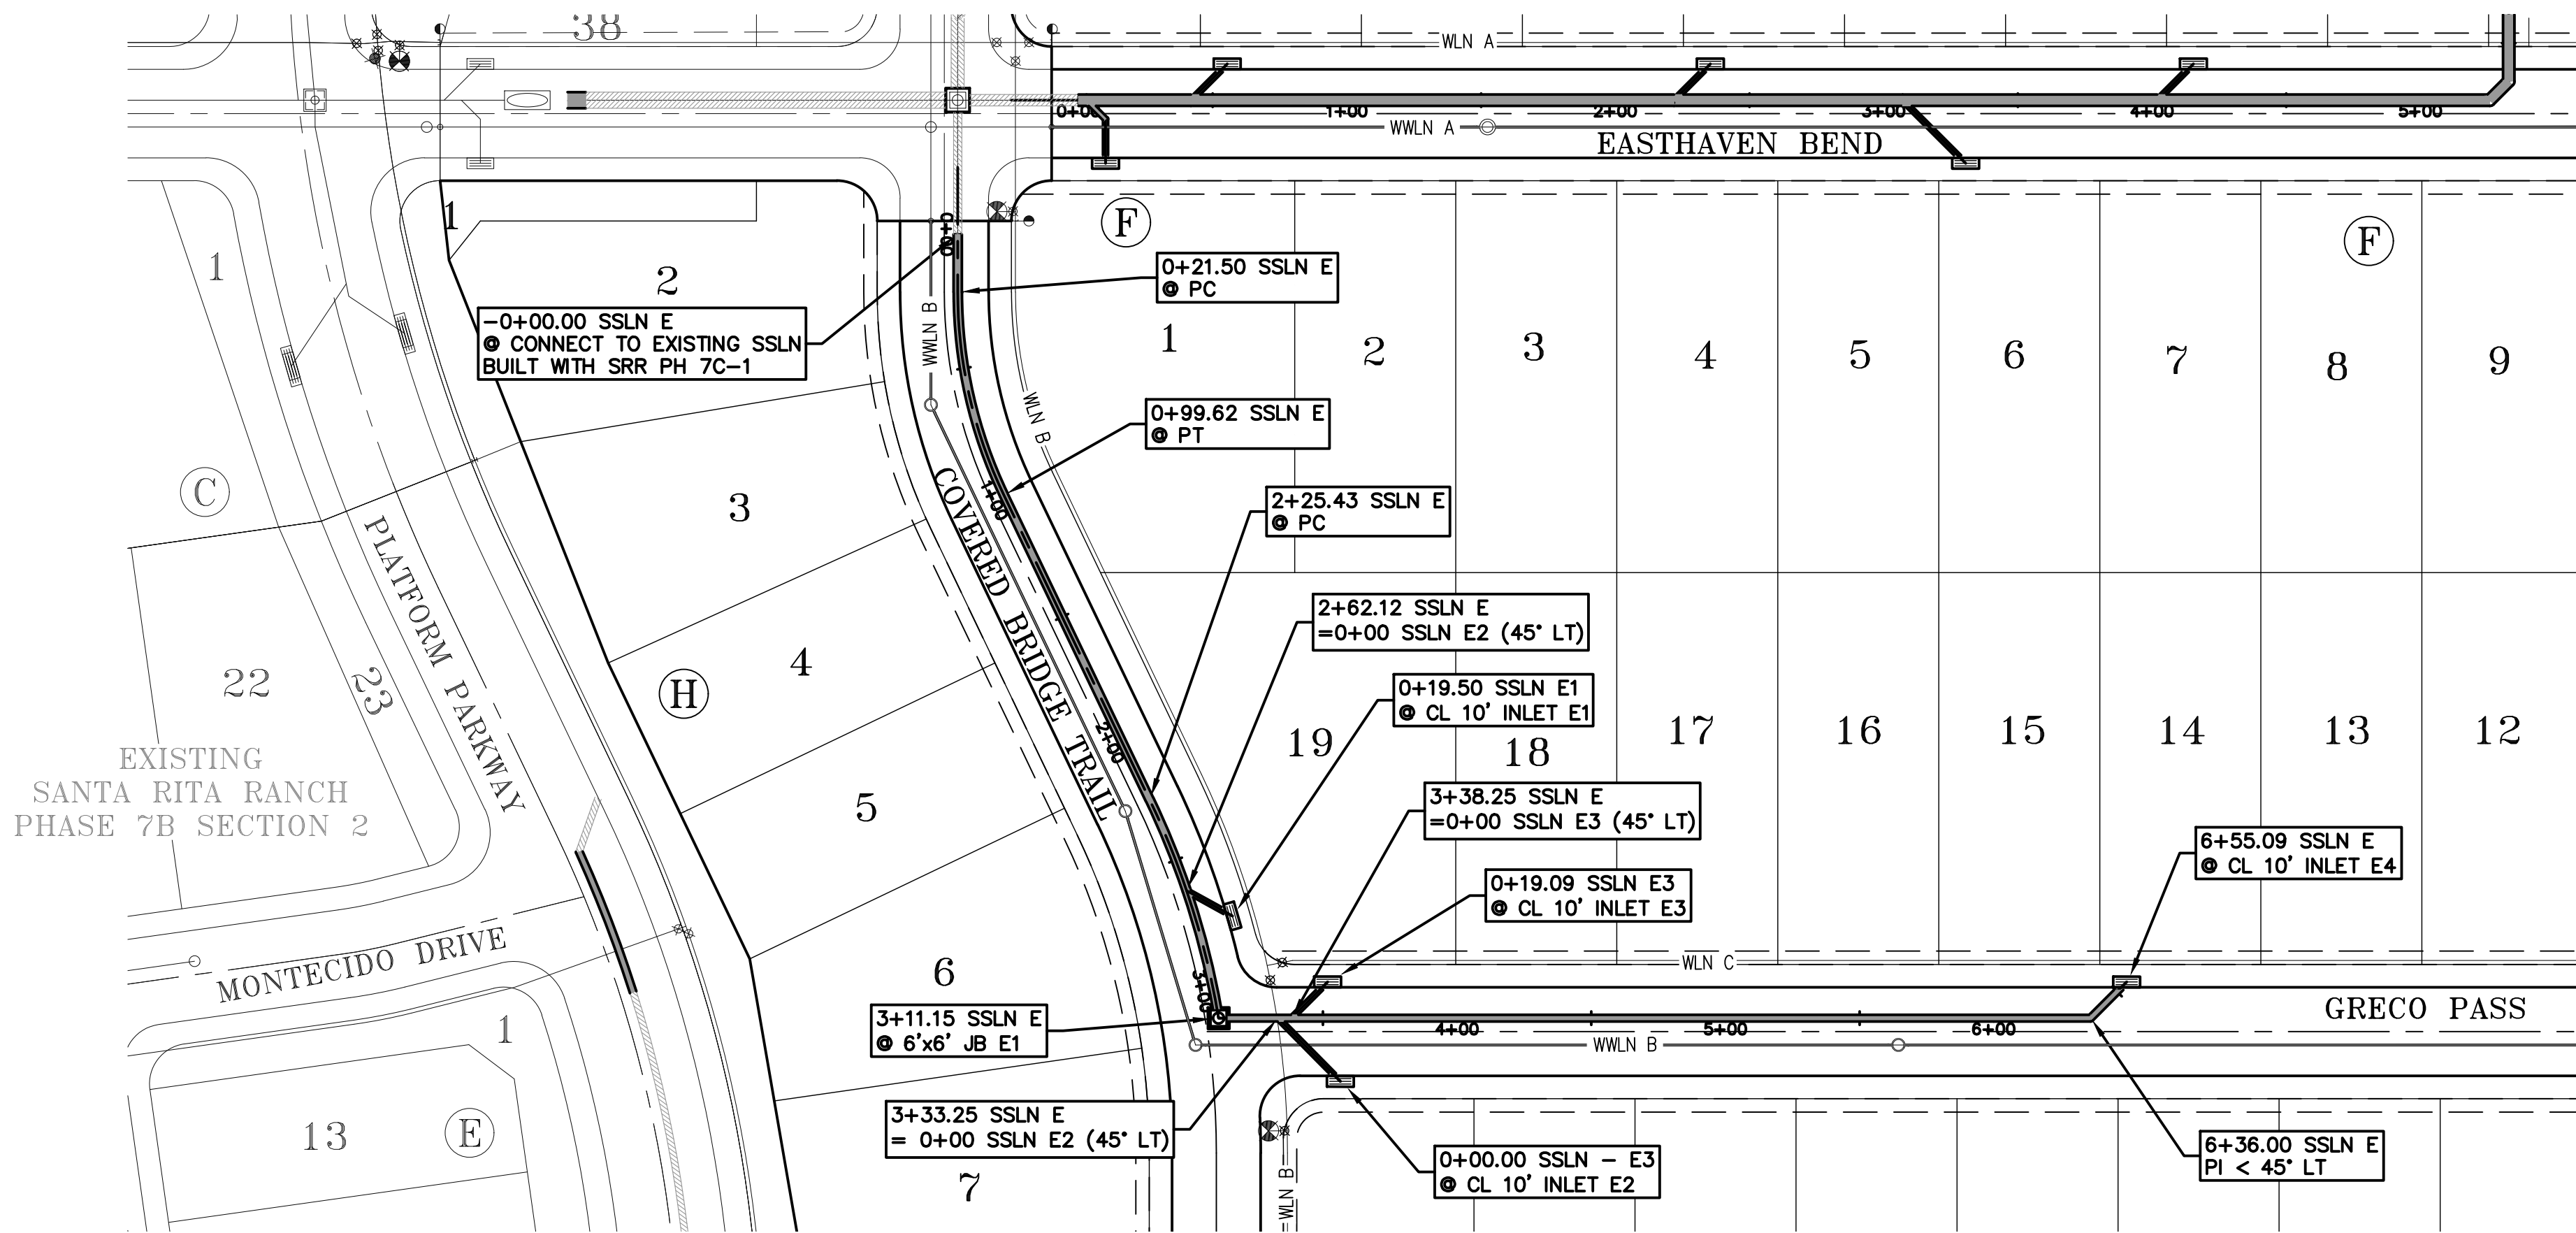 38
WLN A
0+00
1+00
2+00
3+00
4+00
5+00
WWLN A
EASTHAVEN BEND
1
1
2
F
F
0+00
0+21.50 SSLN E
@ PC
-0+00.00 SSLN E
@ CONNECT TO EXISTING SSLN
BUILT WITH SRR PH 7C-1
WWLN B
WLN B
1
2
3
4
5
6
7
8
9
0+99.62 SSLN E
@ PT
C
3
1+00
2+25.43 SSLN E
@ PC
COVERED BRIDGE TRAIL
PLATFORM PARKWAY
2+62.12 SSLN E
=0+00 SSLN E2 (45° LT)
4
H
22
23
0+19.50 SSLN E1
@ CL 10' INLET E1
2+00
19
18
17
16
15
14
13
12
EXISTING
SANTA RITA RANCH
PHASE 7B SECTION 2
5
3+38.25 SSLN E
=0+00 SSLN E3 (45° LT)
6+55.09 SSLN E
@ CL 10' INLET E4
0+19.09 SSLN E3
@ CL 10' INLET E3
MONTECIDO DRIVE
6
WLN C
3+00
GRECO PASS
3+11.15 SSLN E
@ 6'x6' JB E1
4+00
5+00
6+00
WWLN B
1
13
E
3+33.25 SSLN E
= 0+00 SSLN E2 (45° LT)
0+00.00 SSLN - E3
@ CL 10' INLET E2
6+36.00 SSLN E
PI < 45° LT
7
WLN B